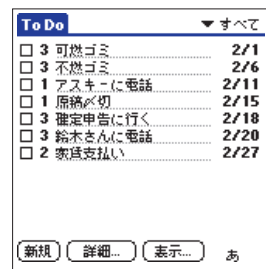 To Do ▼すべて
3 可燃ゴミ 2/1
3 不燃ゴミ 2/6
1 アスキーに電話 2/11
1 原稿〆切 2/15
3 確定申告に行く 2/18
3 鈴木さんに電話 2/20
2 家賃支払い 2/27
新規 詳細... 表示... あ